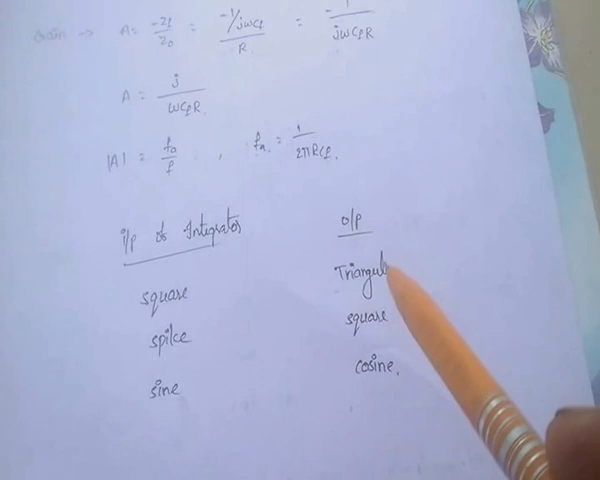 Gain → A = -Zf/Z0 = -1/jωCf / R = -1/jωCfR
A = j/ωCfR.
|A| = fa/f , fa = 1/2πRCf.
i/p to Integrator o/p
square Triangul
spike square
sine cosine.